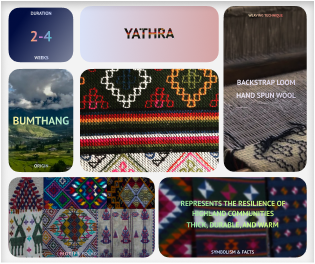 DURATION
2-4
WEEKS
YATHRA
WEAVING TECHNIQUE
BACKSTRAP LOOM
HAND SPUN WOOL
BUMTHANG
ORIGIN
REPRESENTS THE RESILIENCE OF
HIGHLAND COMMUNITIES
THICK, DURABLE, AND WARM
SYMBOLISM & FACTS